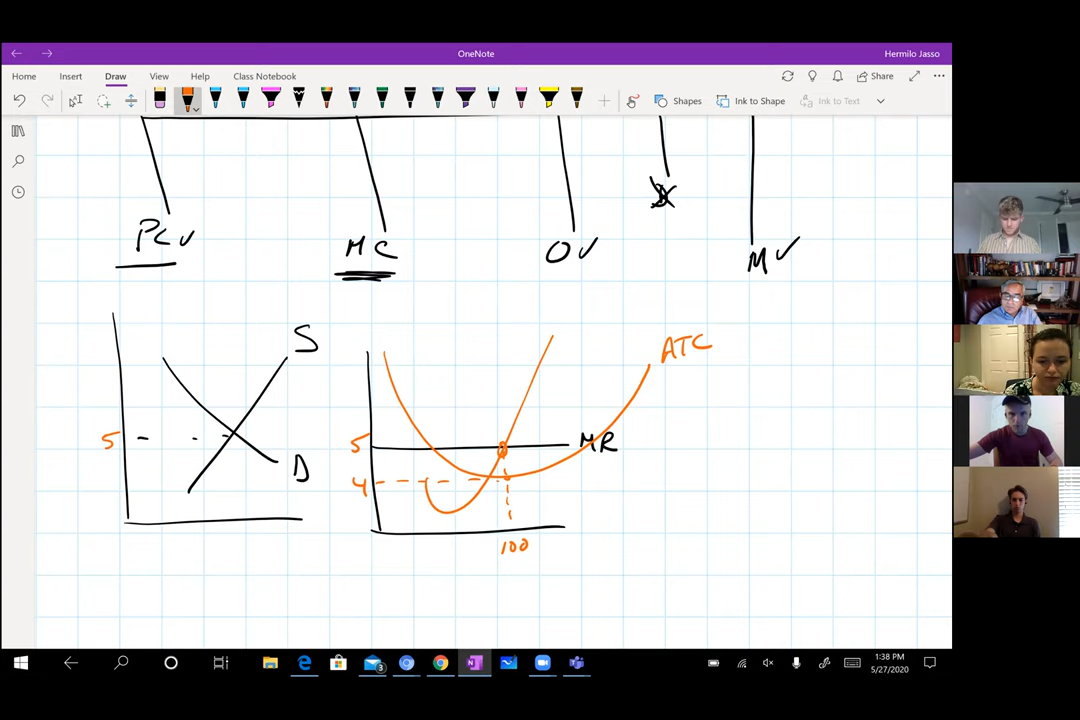 OneNote
Hermilo Jasso
Home Insert Draw View Help Class Notebook
Share
Shapes Ink to Shape Ink to Text
PC
MC
O
M
S
D
5
ATC
5
MR
4
100
3
1:38 PM
5/27/2020